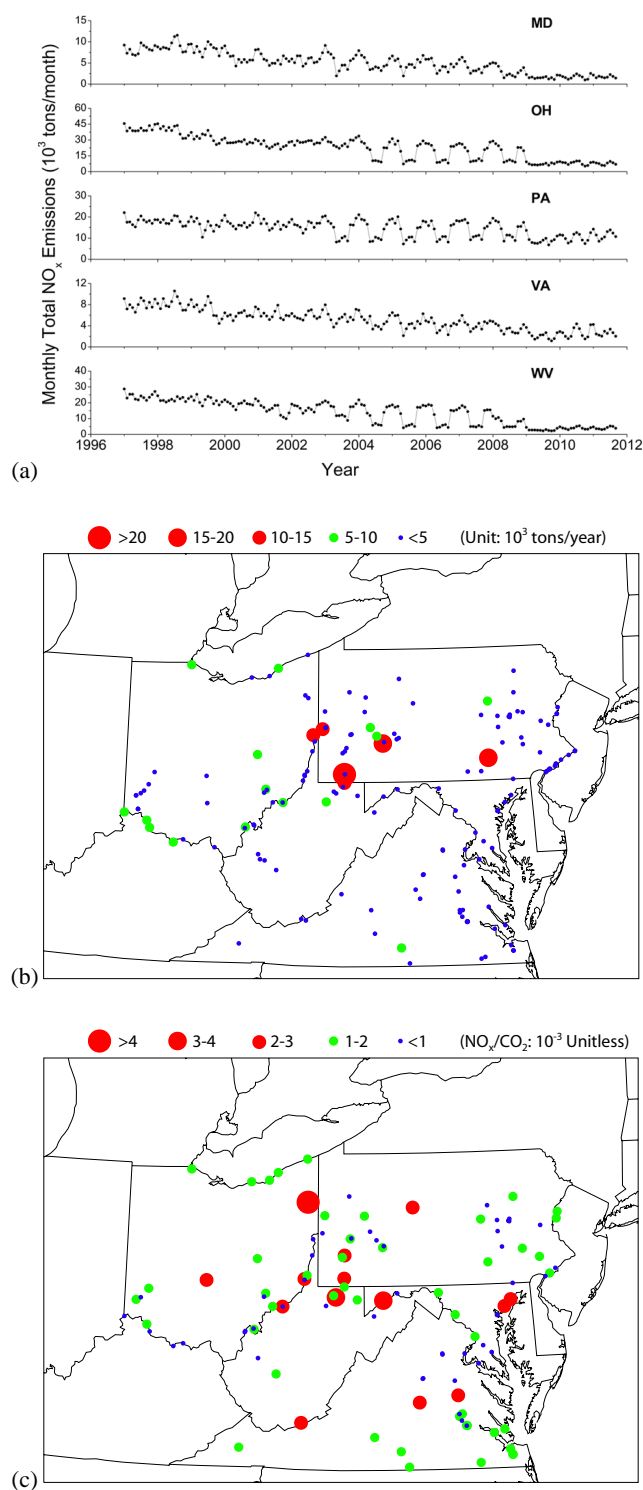 Monthly Total NOx Emissions (10³ tons/month)
15
10
5
0
MD
60
45
30
15
0
OH
30
20
10
0
PA
12
8
4
0
VA
40
30
20
10
0
WV
1996 1998 2000 2002 2004 2006 2008 2010 2012
Year
(a)
>20 15-20 10-15 5-10 <5 (Unit: 10³ tons/year)
(b)
>4 3-4 2-3 1-2 <1 (NOx/CO₂: 10⁻³ Unitless)
(c)